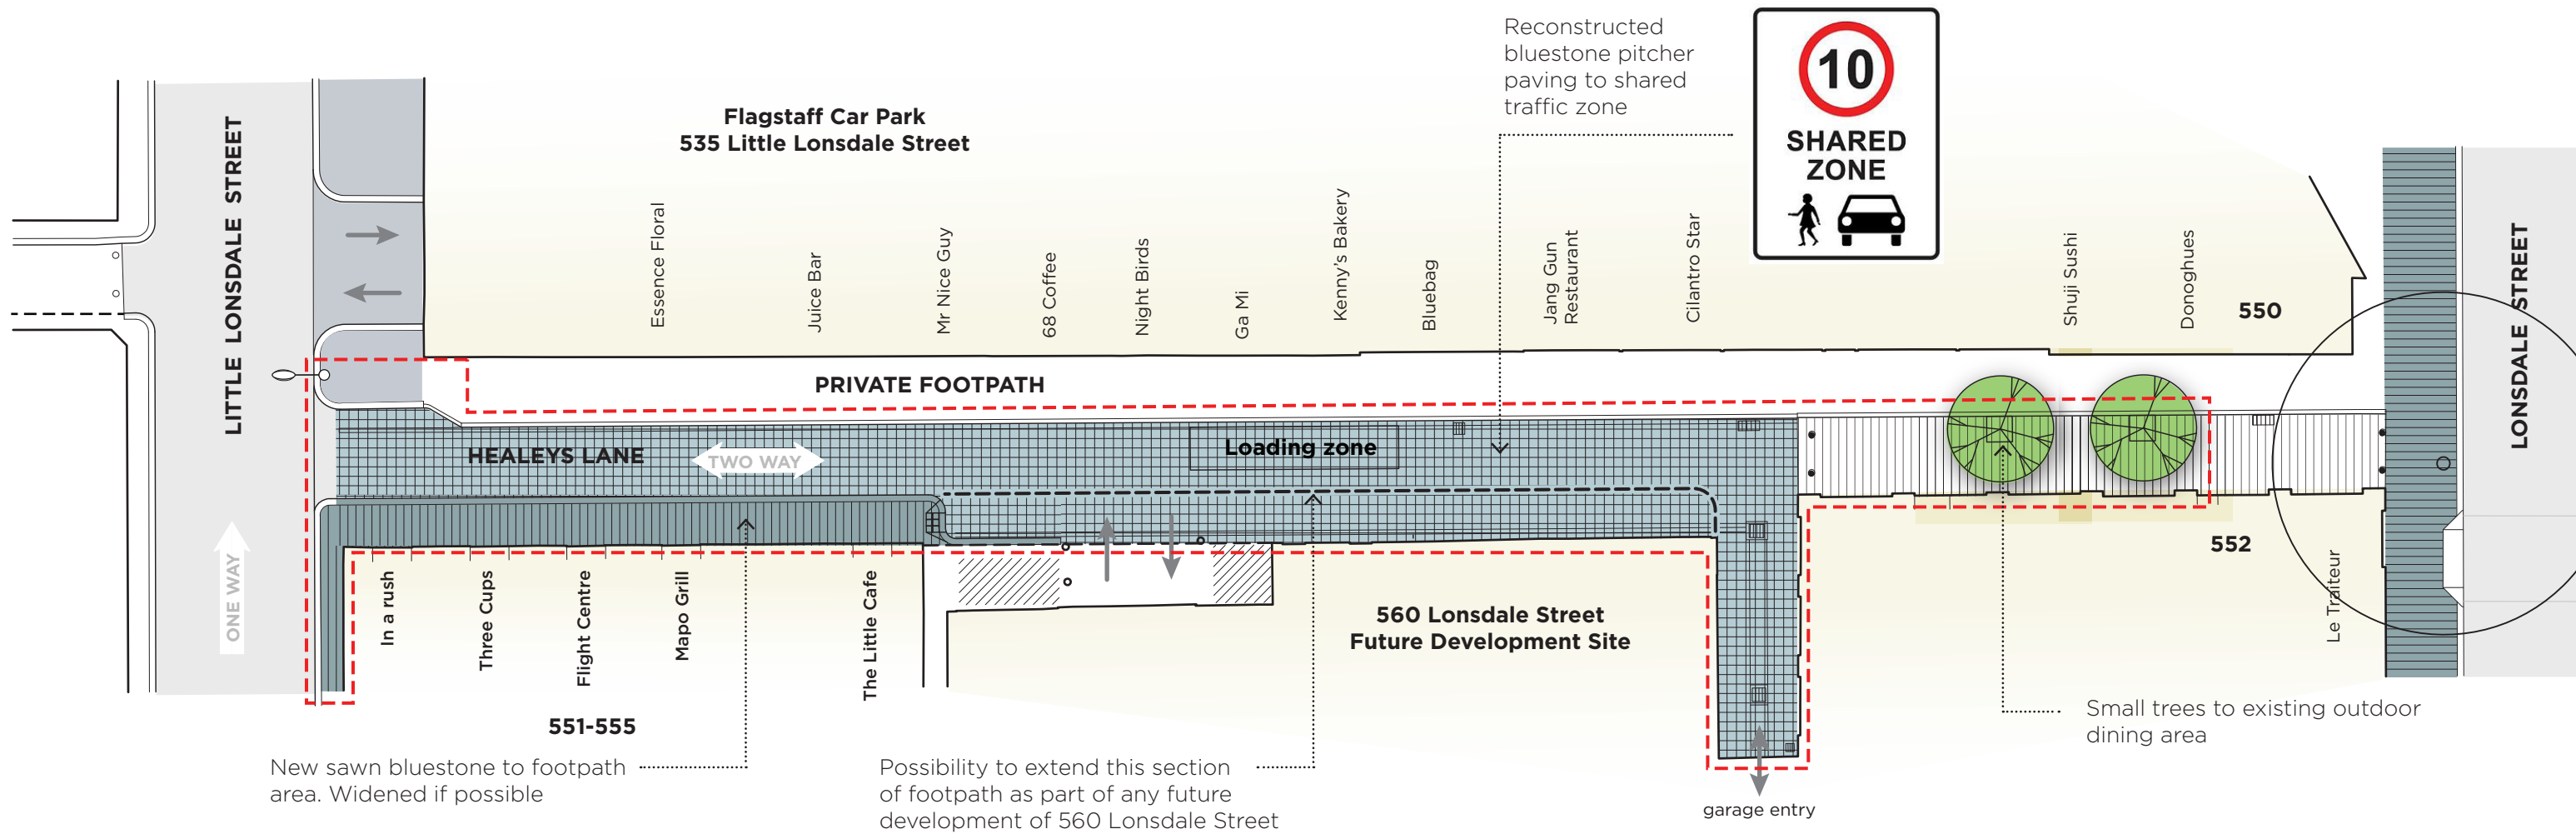 Reconstructed
bluestone pitcher
paving to shared
traffic zone
10
SHARED
ZONE
Flagstaff Car Park
535 Little Lonsdale Street
LITTLE LONSDALE STREET
ONE WAY
Essence Floral
Juice Bar
Mr Nice Guy
68 Coffee
Night Birds
Ga Mi
Kenny's Bakery
Bluebag
Jang Gun
Restaurant
Cilantro Star
Shuji Sushi
Donoghues
550
LONSDALE STREET
PRIVATE FOOTPATH
HEALEYS LANE
TWO WAY
Loading zone
In a rush
Three Cups
Flight Centre
Mapo Grill
The Little Cafe
551-555
560 Lonsdale Street
Future Development Site
552
Le Traiteur
New sawn bluestone to footpath
area. Widened if possible
Possibility to extend this section
of footpath as part of any future
development of 560 Lonsdale Street
garage entry
Small trees to existing outdoor
dining area